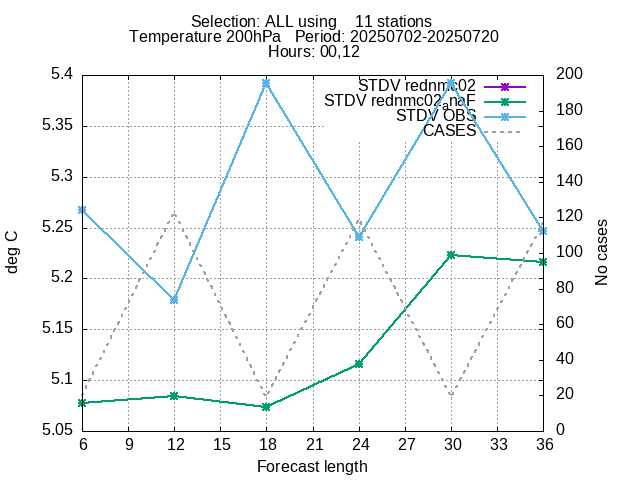 Selection: ALL using    11 stations
Temperature 200hPa   Period: 20250702-20250720
Hours: 00,12
5.4
5.35
5.3
5.25
5.2
5.15
5.1
5.05
deg C
STDV rednmc02
STDV rednmc02anaF
STDV OBS
CASES
200
180
160
140
120
100
80
60
40
20
0
No cases
6 9 12 15 18 21 24 27 30 33 36
Forecast length